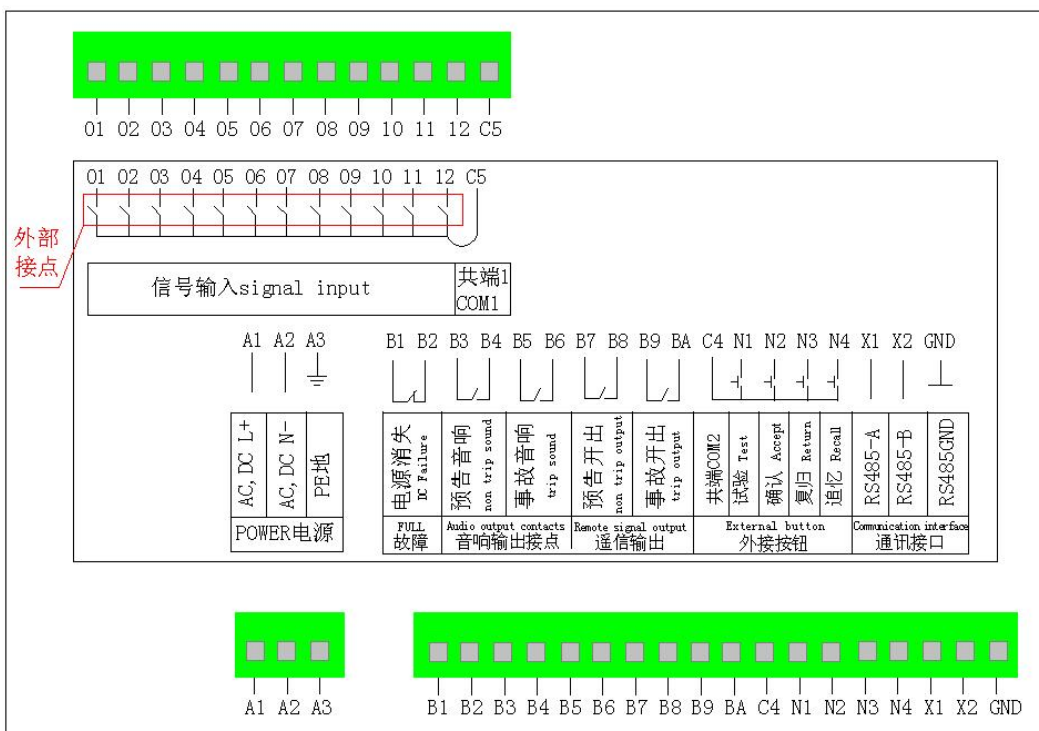 01 02 03 04 05 06 07 08 09 10 11 12 C5
01 02 03 04 05 06 07 08 09 10 11 12 C5
外部
接点
信号输入signal input
共端1
COM1
A1 A2 A3
B1 B2 B3 B4 B5 B6 B7 B8 B9 BA C4 N1 N2 N3 N4 X1 X2 GND
AC,DC L+
AC,DC N-
PE地
POWER电源
电源消失
DC Failure
预告音响
non trip sound
事故音响
trip sound
预告开出
non trip output
事故开出
trip output
共端COM2
试验 Test
确认 Accept
复归 Return
追忆 Recall
RS485-A
RS485-B
RS485GND
FULL
故障
Audio output contacts
音响输出接点
Remote signal output
遥信输出
External button
外接按钮
Communication interface
通讯接口
A1 A2 A3
B1 B2 B3 B4 B5 B6 B7 B8 B9 BA C4 N1 N2 N3 N4 X1 X2 GND